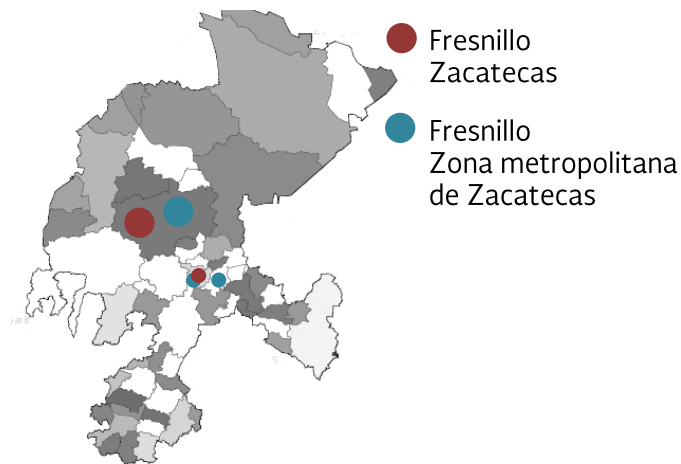 Fresnillo
Zacatecas
Fresnillo
Zona metropolitana
de Zacatecas